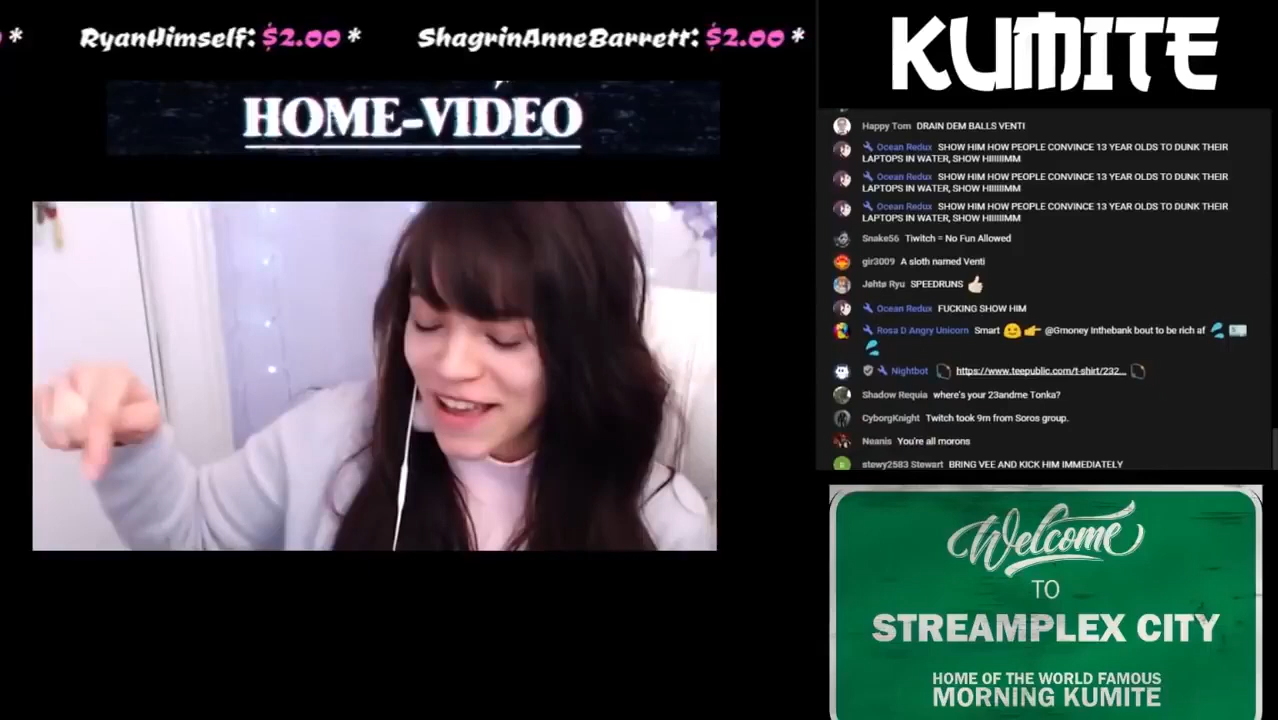 RyanHimself: $2.00 *
ShagrinAnneBarrett: $2.00 *
HOME-VIDEO
KUMITE
Happy Tom DRAIN DEM BALLS VENTI
Ocean Redux SHOW HIM HOW PEOPLE CONVINCE 13 YEAR OLDS TO DUNK THEIR
LAPTOPS IN WATER, SHOW HIIIIIIMM
Ocean Redux SHOW HIM HOW PEOPLE CONVINCE 13 YEAR OLDS TO DUNK THEIR
LAPTOPS IN WATER, SHOW HIIIIIIMM
Ocean Redux SHOW HIM HOW PEOPLE CONVINCE 13 YEAR OLDS TO DUNK THEIR
LAPTOPS IN WATER, SHOW HIIIIIIMM
Snake56 Tiwitch = No Fun Allowed
gir3009 A sloth named Venti
Jøhtø Ryu SPEEDRUNS 👍🏻
Ocean Redux FUCKING SHOW HIM
Rosa D Angry Unicorn Smart @Gmoney Inthebank bout to be rich af
Nightbot https://www.teepublic.com/t-shirt/232...
Shadow Requia where's your 23andme Tonka?
CyborgKnight Twitch took 9m from Soros group.
Neanis You're all morons
stewy2583 Stewart BRING VEE AND KICK HIM IMMEDIATELY
Welcome
TO
STREAMPLEX CITY
HOME OF THE WORLD FAMOUS
MORNING KUMITE